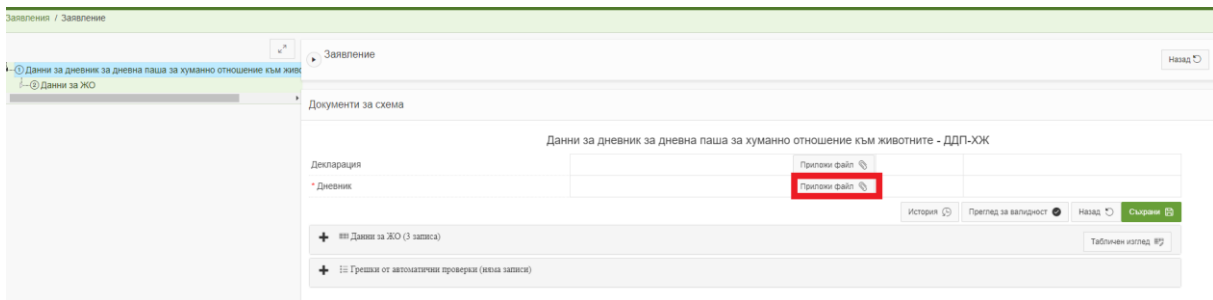 Заявления / Заявление
Заявление
Назад
1 Данни за дневник за дневна паша за хуманно отношение към живо
2 Данни за ЖО
Документи за схема
Данни за дневник за дневна паша за хуманно отношение към животните - ДДП-ХЖ
Декларация Приложи файл
* Дневник Приложи файл
История Преглед за валидност Назад Съхрани
Данни за ЖО (3 записа) Табличен изглед
Грешки от автоматични проверки (няма записи)